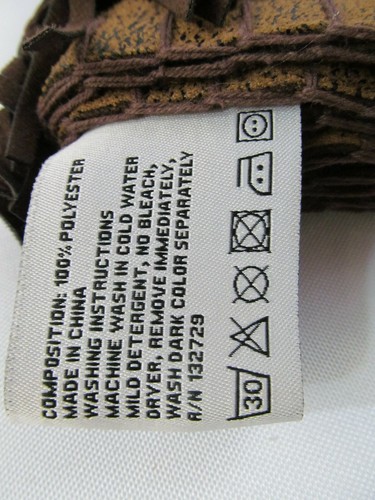 COMPOSITION: 100% POLYESTER
MADE IN CHINA
WASHING INSTRUCTIONS
MACHINE WASH IN COLD WATER
MILD DETERGENT, NO BLEACH,
DRYER, REMOVE IMMEDIATELY,
WASH DARK COLOR SEPARATELY
R/N 132729
30